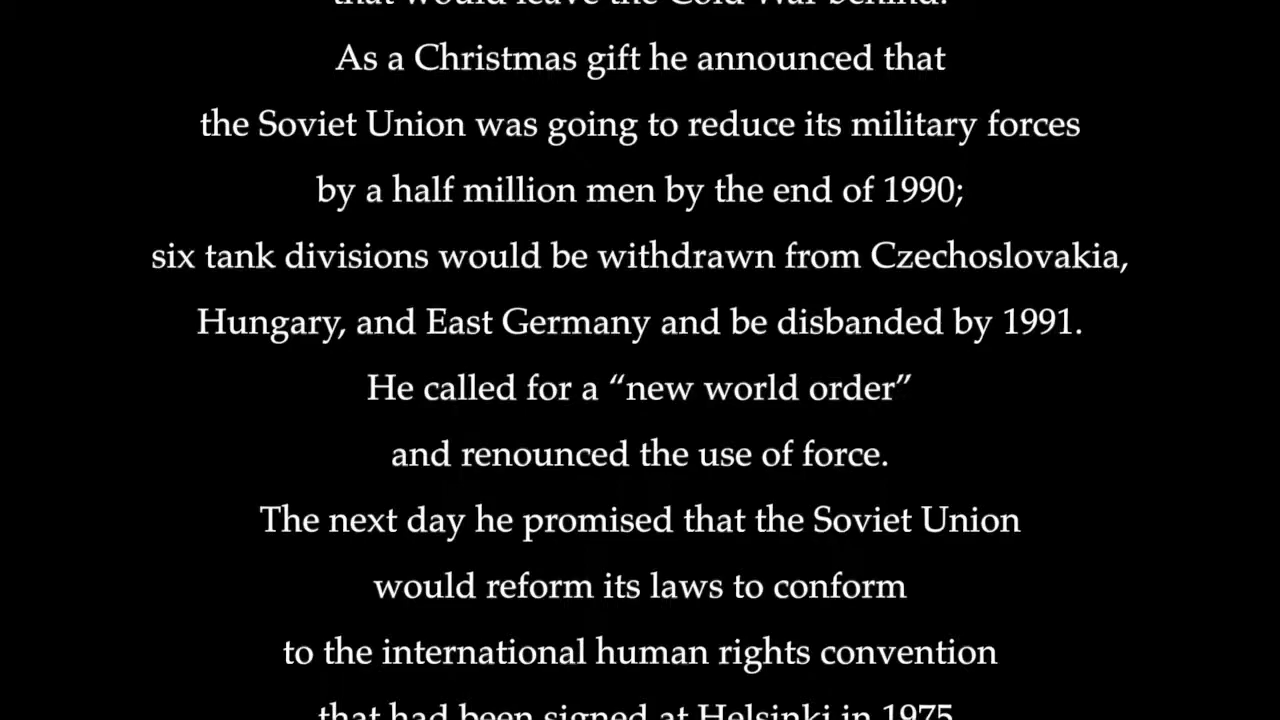 that would leave the Cold War behind.
As a Christmas gift he announced that
the Soviet Union was going to reduce its military forces
by a half million men by the end of 1990;
six tank divisions would be withdrawn from Czechoslovakia,
Hungary, and East Germany and be disbanded by 1991.
He called for a “new world order”
and renounced the use of force.
The next day he promised that the Soviet Union
would reform its laws to conform
to the international human rights convention
that had been signed at Helsinki in 1975.